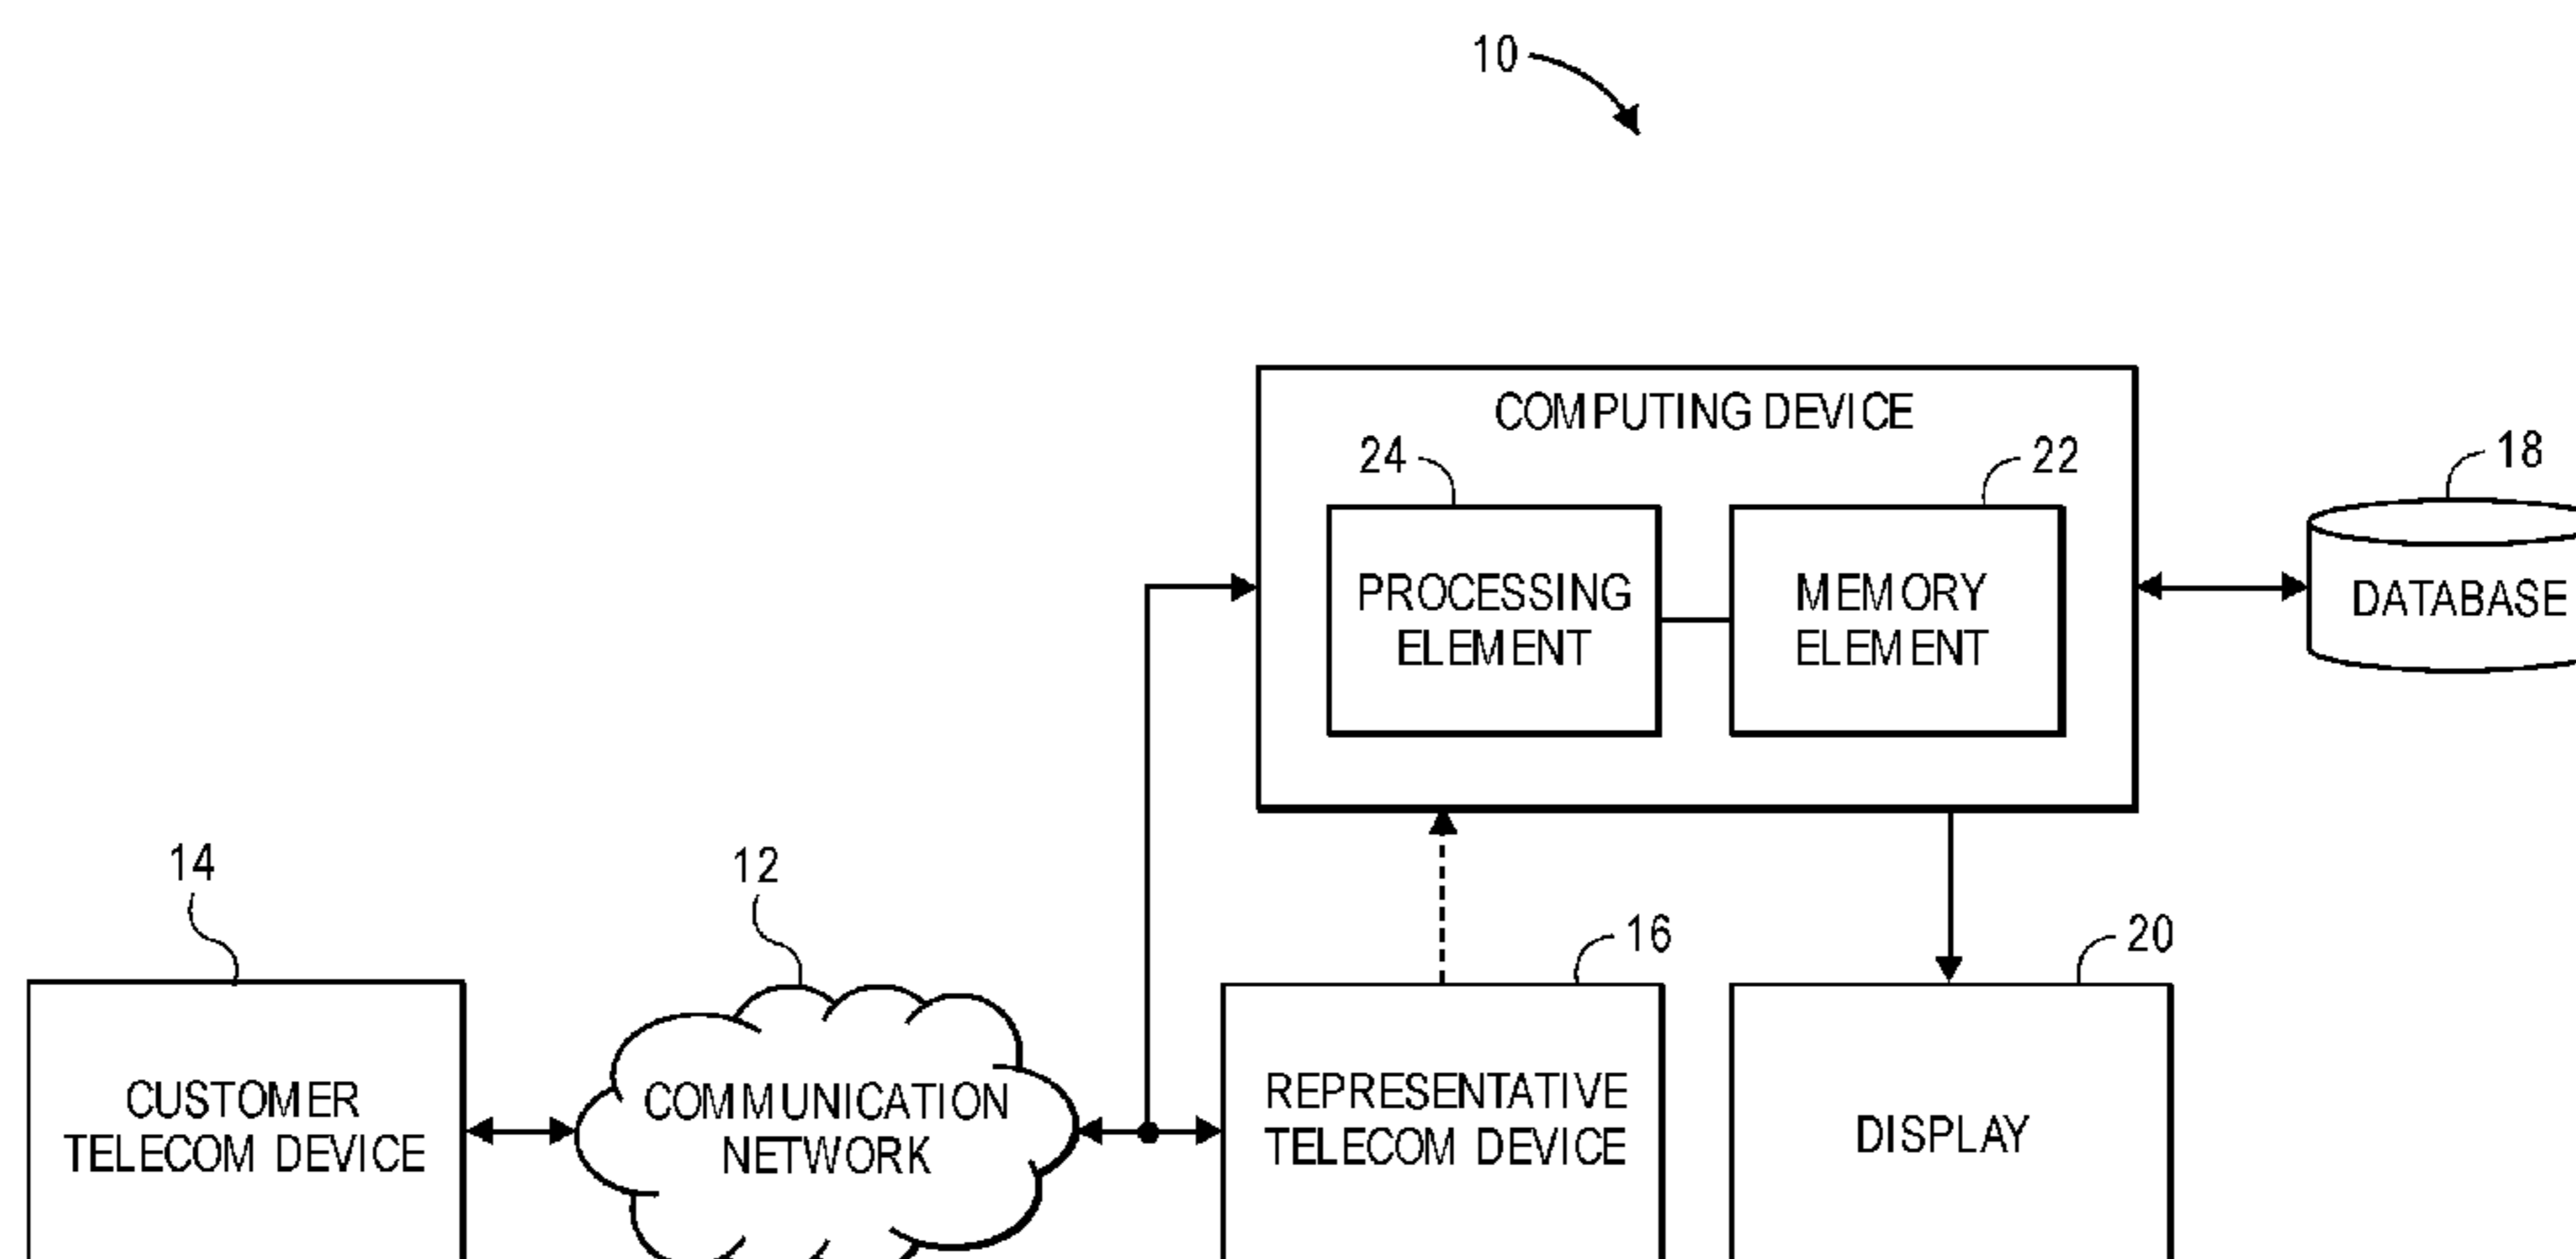 10
COMPUTING DEVICE
24
22
18
PROCESSING
ELEMENT
MEMORY
ELEMENT
DATABASE
14
12
16
20
CUSTOMER
TELECOM DEVICE
COMMUNICATION
NETWORK
REPRESENTATIVE
TELECOM DEVICE
DISPLAY